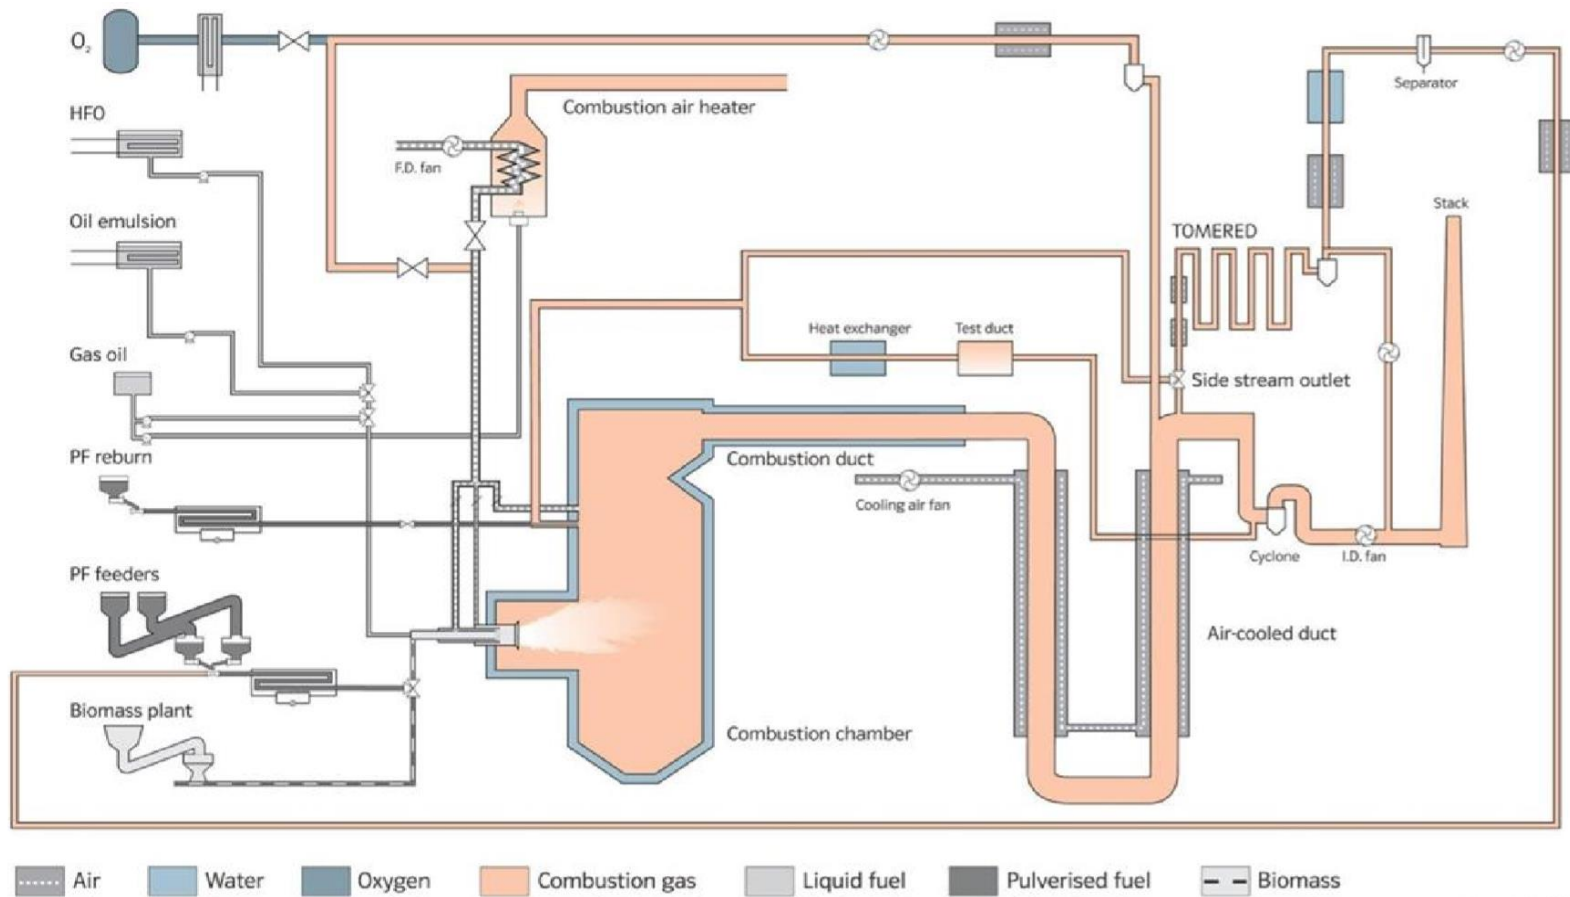 O2
HFO
Oil emulsion
Gas oil
PF reburn
PF feeders
Biomass plant
Combustion air heater
F.D. fan
Separator
Stack
TOMERED
Heat exchanger
Test duct
Side stream outlet
Combustion duct
Cooling air fan
Cyclone
I.D. fan
Air-cooled duct
Combustion chamber
Air
Water
Oxygen
Combustion gas
Liquid fuel
Pulverised fuel
Biomass